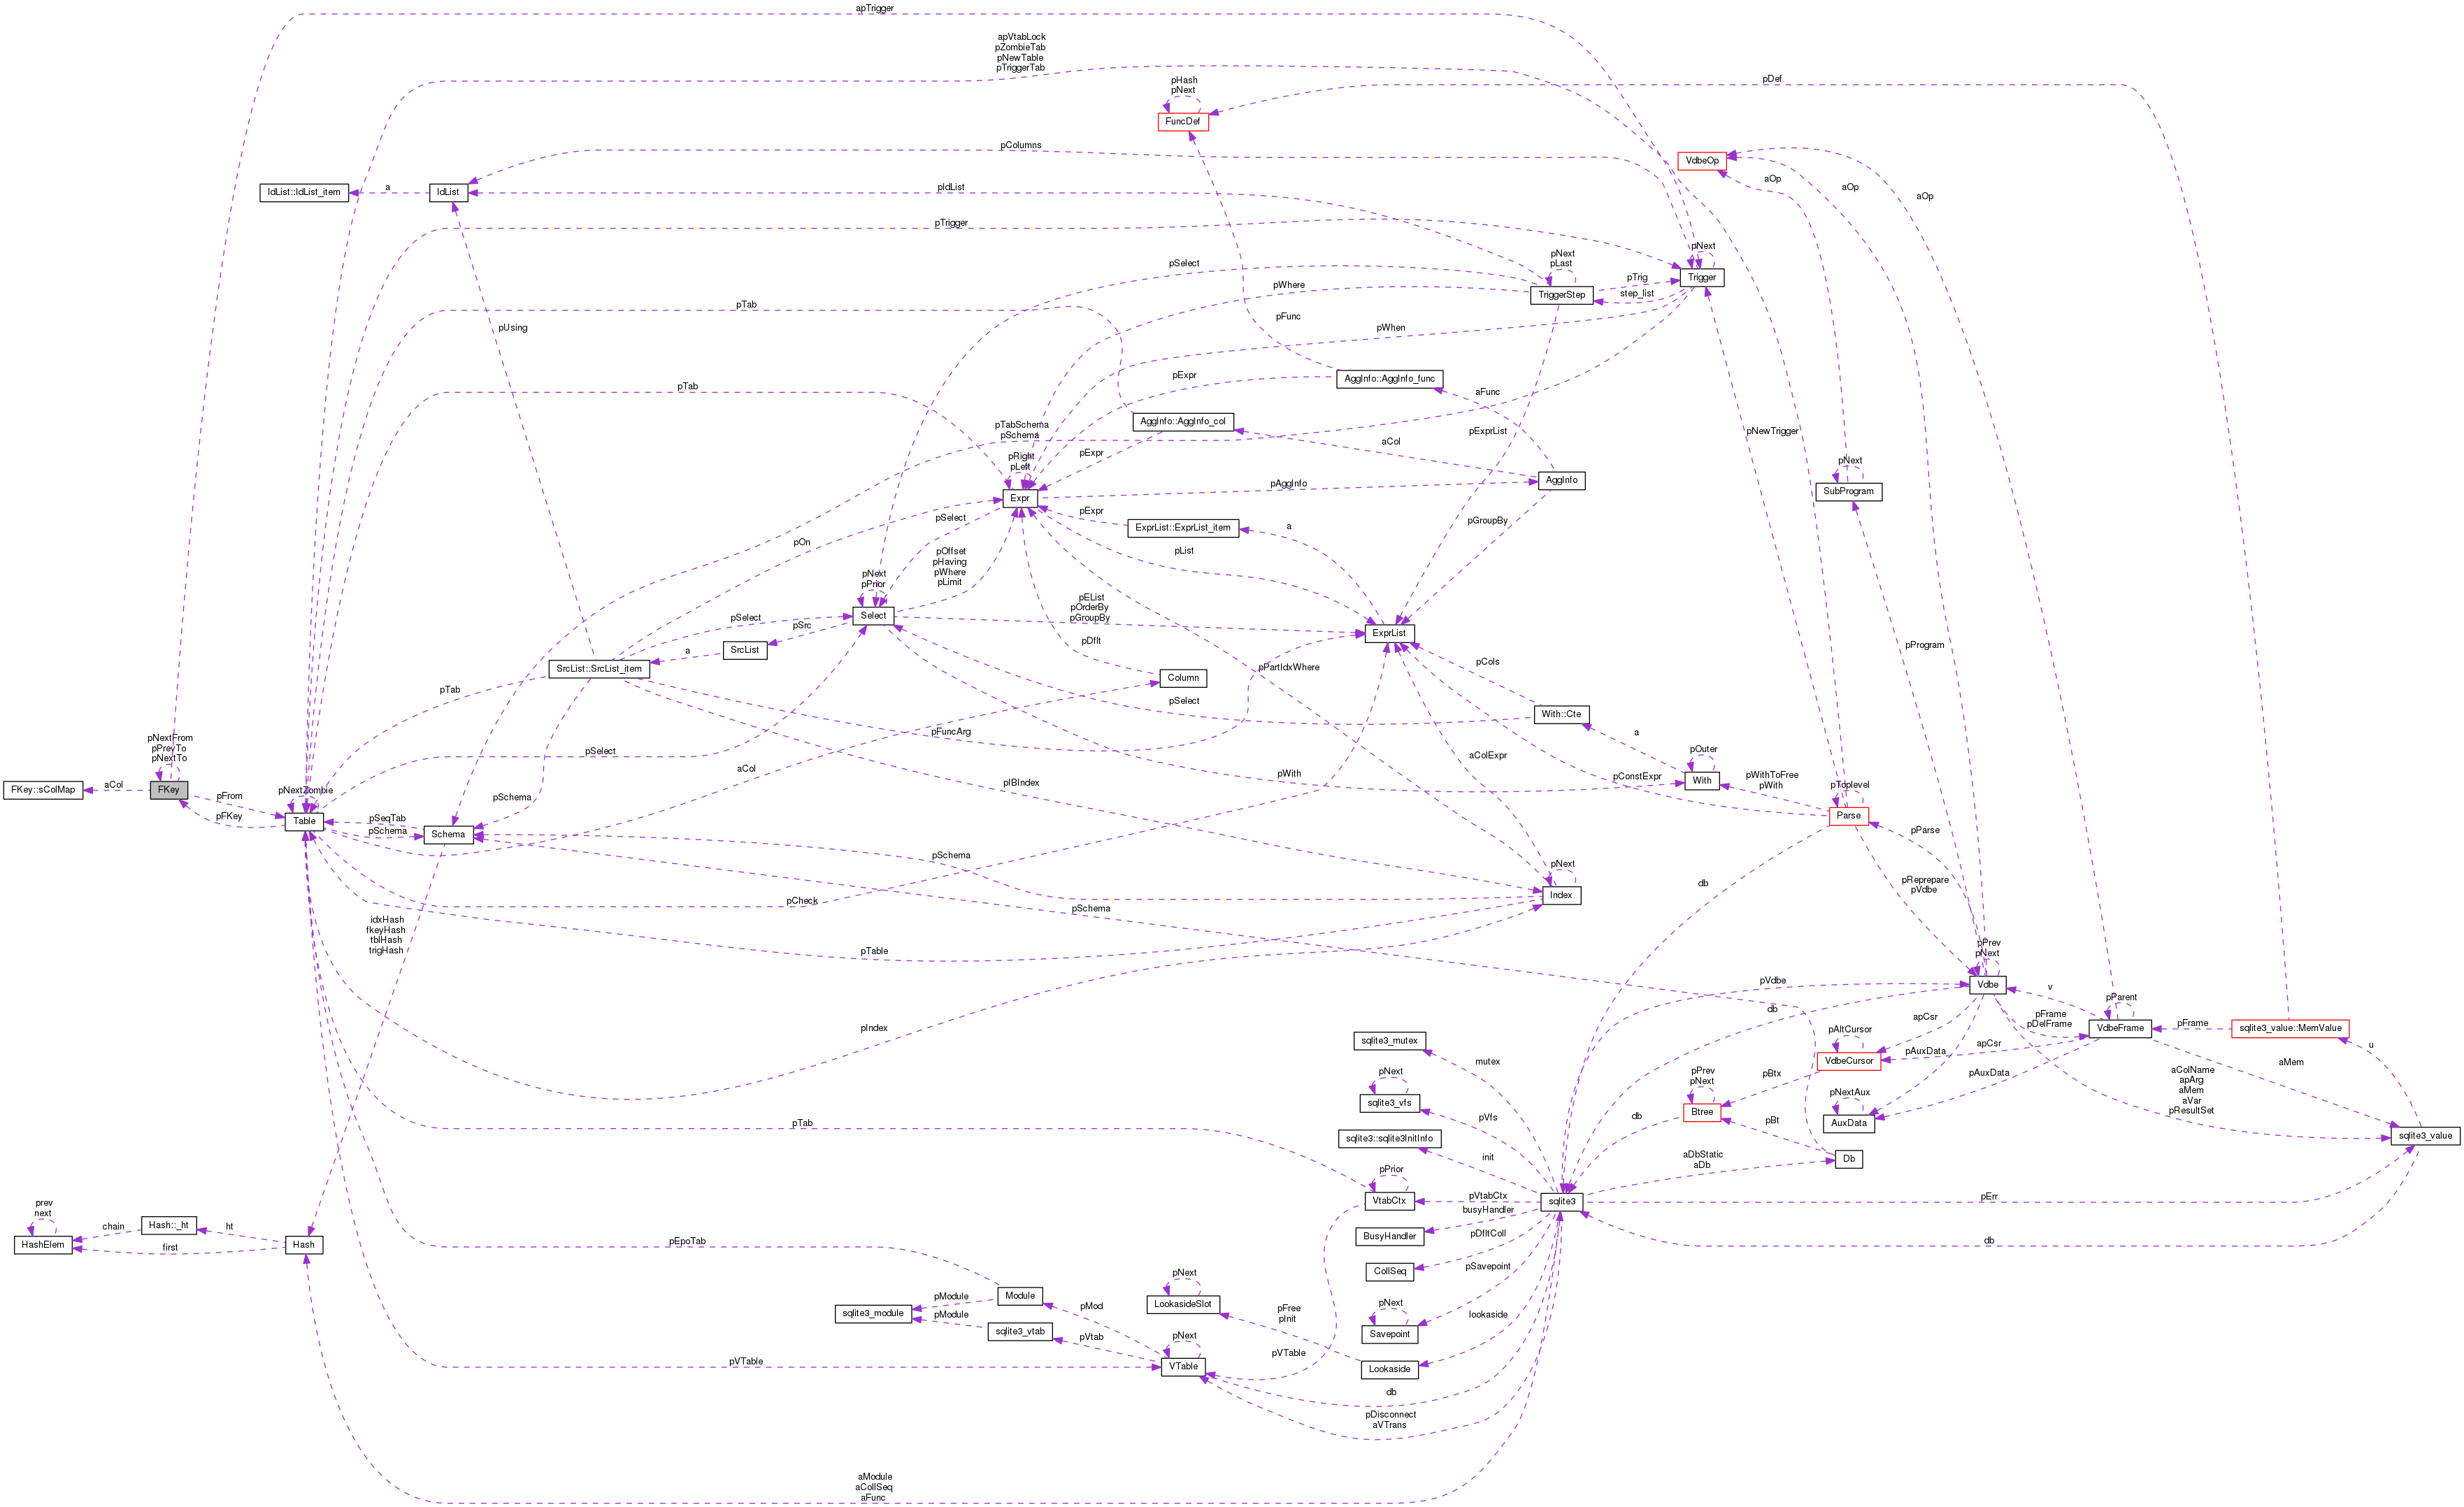 apTrigger
apVtabLock
pZombieTab
pNewTable
pTriggerTab
pHash
pNext
pDef
FuncDef
pColumns
VdbeOp
aOp
aOp
aOp
IdList::IdList_item
a
IdList
pIdList
pTrigger
pNext
pNext
pLast
pSelect
pWhere
pTrig
Trigger
TriggerStep
step_list
pTab
pFunc
pUsing
pWhen
pExpr
AggInfo::AggInfo_func
pTab
aFunc
AggInfo::AggInfo_col
pTabSchema
pSchema
pExprList
pNewTrigger
aCol
pExpr
pRight
pLeft
pNext
AggInfo
pAggInfo
SubProgram
Expr
pSelect
pExpr
ExprList::ExprList_item
a
pGroupBy
pOn
pOffset
pHaving
pWhere
pLimit
pList
pNext
pPrior
pEList
pOrderBy
pGroupBy
Select
pSelect
pSrc
ExprList
pDflt
pProgram
SrcList
a
SrcList::SrcList_item
pPartIdxWhere
pCols
Column
pTab
pSelect
With::Cte
pFuncArg
a
pNextFrom
pPrevTo
pNextTo
pSelect
aColExpr
pOuter
aCol
pWith
pConstExpr
pWithToFree
pWith
pToplevel
With
FKey::sColMap
aCol
FKey
pNextZombie
pFrom
pSchema
pIBIndex
pFKey
Table
pSeqTab
pSchema
Schema
Parse
pParse
pSchema
pNext
pReprepare
pVdbe
db
Index
pCheck
pSchema
idxHash
fkeyHash
tblHash
trigHash
pTable
pPrev
pNext
pVdbe
Vdbe
v
pParent
db
apCsr
pFrame
pDelFrame
VdbeFrame
pFrame
sqlite3_value::MemValue
pIndex
sqlite3_mutex
mutex
pAltCursor
VdbeCursor
apCsr
pAuxData
u
pNext
pBtx
pAuxData
aMem
pPrev
pNext
aColName
apArg
aMem
aVar
pResultSet
sqlite3_vfs
pVfs
Btree
db
pNextAux
pBt
AuxData
pTab
sqlite3::sqlite3InitInfo
init
sqlite3_value
aDbStatic
aDb
Db
pPrior
pVtabCtx
VtabCtx
sqlite3
pErr
prev
next
chain
Hash::_ht
ht
busyHandler
BusyHandler
HashElem
first
Hash
pEpoTab
pDfltColl
db
CollSeq
pSavepoint
pNext
Module
pModule
sqlite3_module
pModule
LookasideSlot
pMod
pFree
pInit
pNext
lookaside
sqlite3_vtab
Savepoint
pNext
pVtab
pVTable
pVTable
VTable
Lookaside
db
pDisconnect
aVTrans
aModule
aCollSeq
aFunc